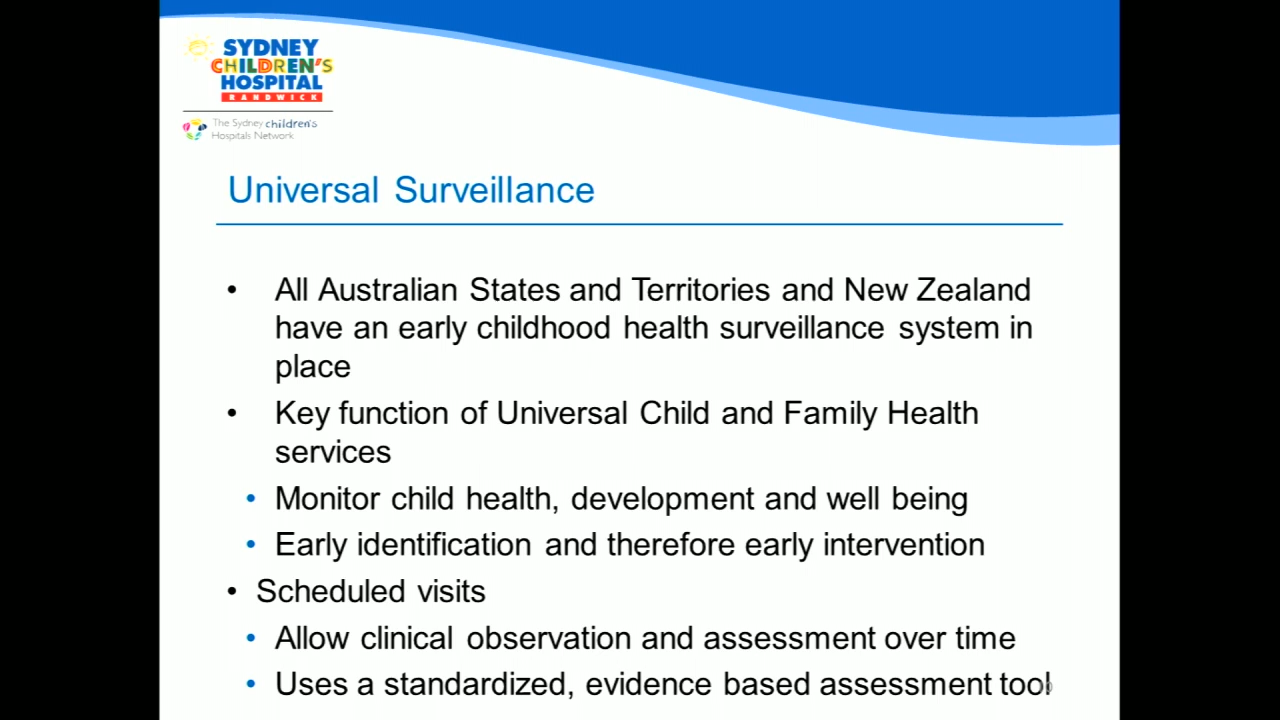 SYDNEY
CHILDREN'S
HOSPITAL
RANDWICK
The Sydney children's
Hospitals Network
Universal Surveillance
• All Australian States and Territories and New Zealand
have an early childhood health surveillance system in
place
• Key function of Universal Child and Family Health
services
• Monitor child health, development and well being
• Early identification and therefore early intervention
• Scheduled visits
• Allow clinical observation and assessment over time
• Uses a standardized, evidence based assessment tool